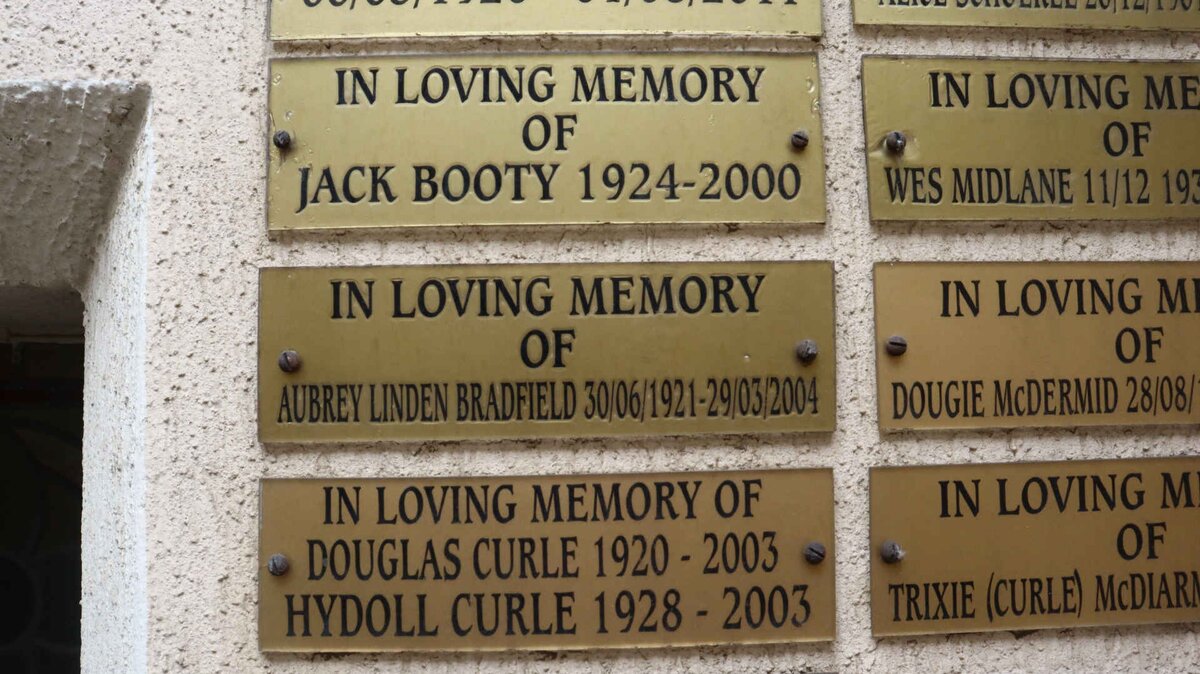 IN LOVING MEMORY
OF
JACK BOOTY 1924-2000
IN LOVING MEMORY
OF
AUBREY LINDEN BRADFIELD 30/06/1921-29/03/2004
IN LOVING MEMORY OF
DOUGLAS CURLE 1920 - 2003
HYDOLL CURLE 1928 - 2003
IN LOVING
OF
WES MIDLANE 11/12
IN LOVING
OF
DOUGIE McDERMID 28/08/
IN LOVING
OF
TRIXIE (CURLE)